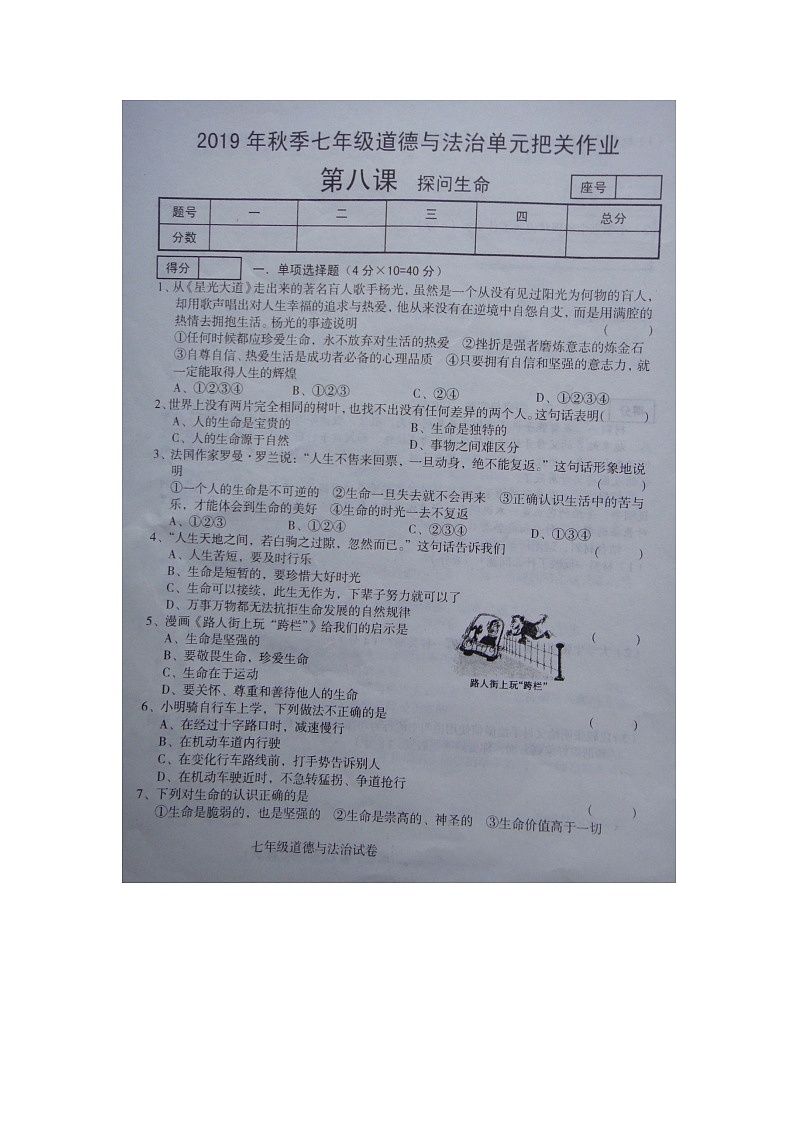 2019年秋季七年级道德与法治单元把关作业
第八课 探问生命
座号
题号 一 二 三 四 总分
分数
得分
一．单项选择题（4分×10=40分）
1、从《星光大道》走出来的著名盲人歌手杨光，虽然是一个从没有见过阳光为何物的盲人，
却用歌声唱出对人生幸福的追求与热爱，他从来没有在逆境中自怨自艾，而是用满腔的
热情去拥抱生活。杨光的事迹说明 （ ）
①任何时候都应珍爱生命，永不放弃对生活的热爱 ②挫折是强者磨炼意志的炼金石
③自尊自信、热爱生活是成功者必备的心理品质 ④只要拥有自信和坚强的意志力，就
一定能取得人生的辉煌
A、①②③④ B、①②③ C、②④ D、①②③④
2、世界上没有两片完全相同的树叶，也找不出没有任何差异的两个人。这句话表明（ ）
A、人的生命是宝贵的 B、生命是独特的
C、人的生命源于自然 D、事物之间难区分
3、法国作家罗曼·罗兰说：“人生不售来回票，一旦动身，绝不能复返。”这句话形象地说
明 （ ）
①一个人的生命是不可逆的 ②生命一旦失去就不会再来 ③正确认识生活中的苦与
乐，才能体会到生命的美好 ④生命的时光一去不复返
A、①②③ B、①②④ C、②③④ D、①③④
4、“人生天地之间，若白驹之过隙，忽然而已。”这句话告诉我们 （ ）
A、人生苦短，要及时行乐
B、生命是短暂的，要珍惜大好时光
C、生命可以接续，此生无作为，下辈子努力就可以了
D、万事万物都无法抗拒生命发展的自然规律
5、漫画《路人街上玩“跨栏”》给我们的启示是 （ ）
A、生命是坚强的
B、要敬畏生命，珍爱生命
C、生命在于运动
D、要关怀、尊重和善待他人的生命
路人街上玩“跨栏”
6、小明骑自行车上学，下列做法不正确的是 （ ）
A、在经过十字路口时，减速慢行
B、在机动车道内行驶
C、在变化行车路线前，打手势告诉别人
D、在机动车驶近时，不急转猛拐、争道抢行
7、下列对生命的认识正确的是 （ ）
①生命是脆弱的，也是坚强的 ②生命是崇高的、神圣的 ③生命价值高于一切
七年级道德与法治试卷